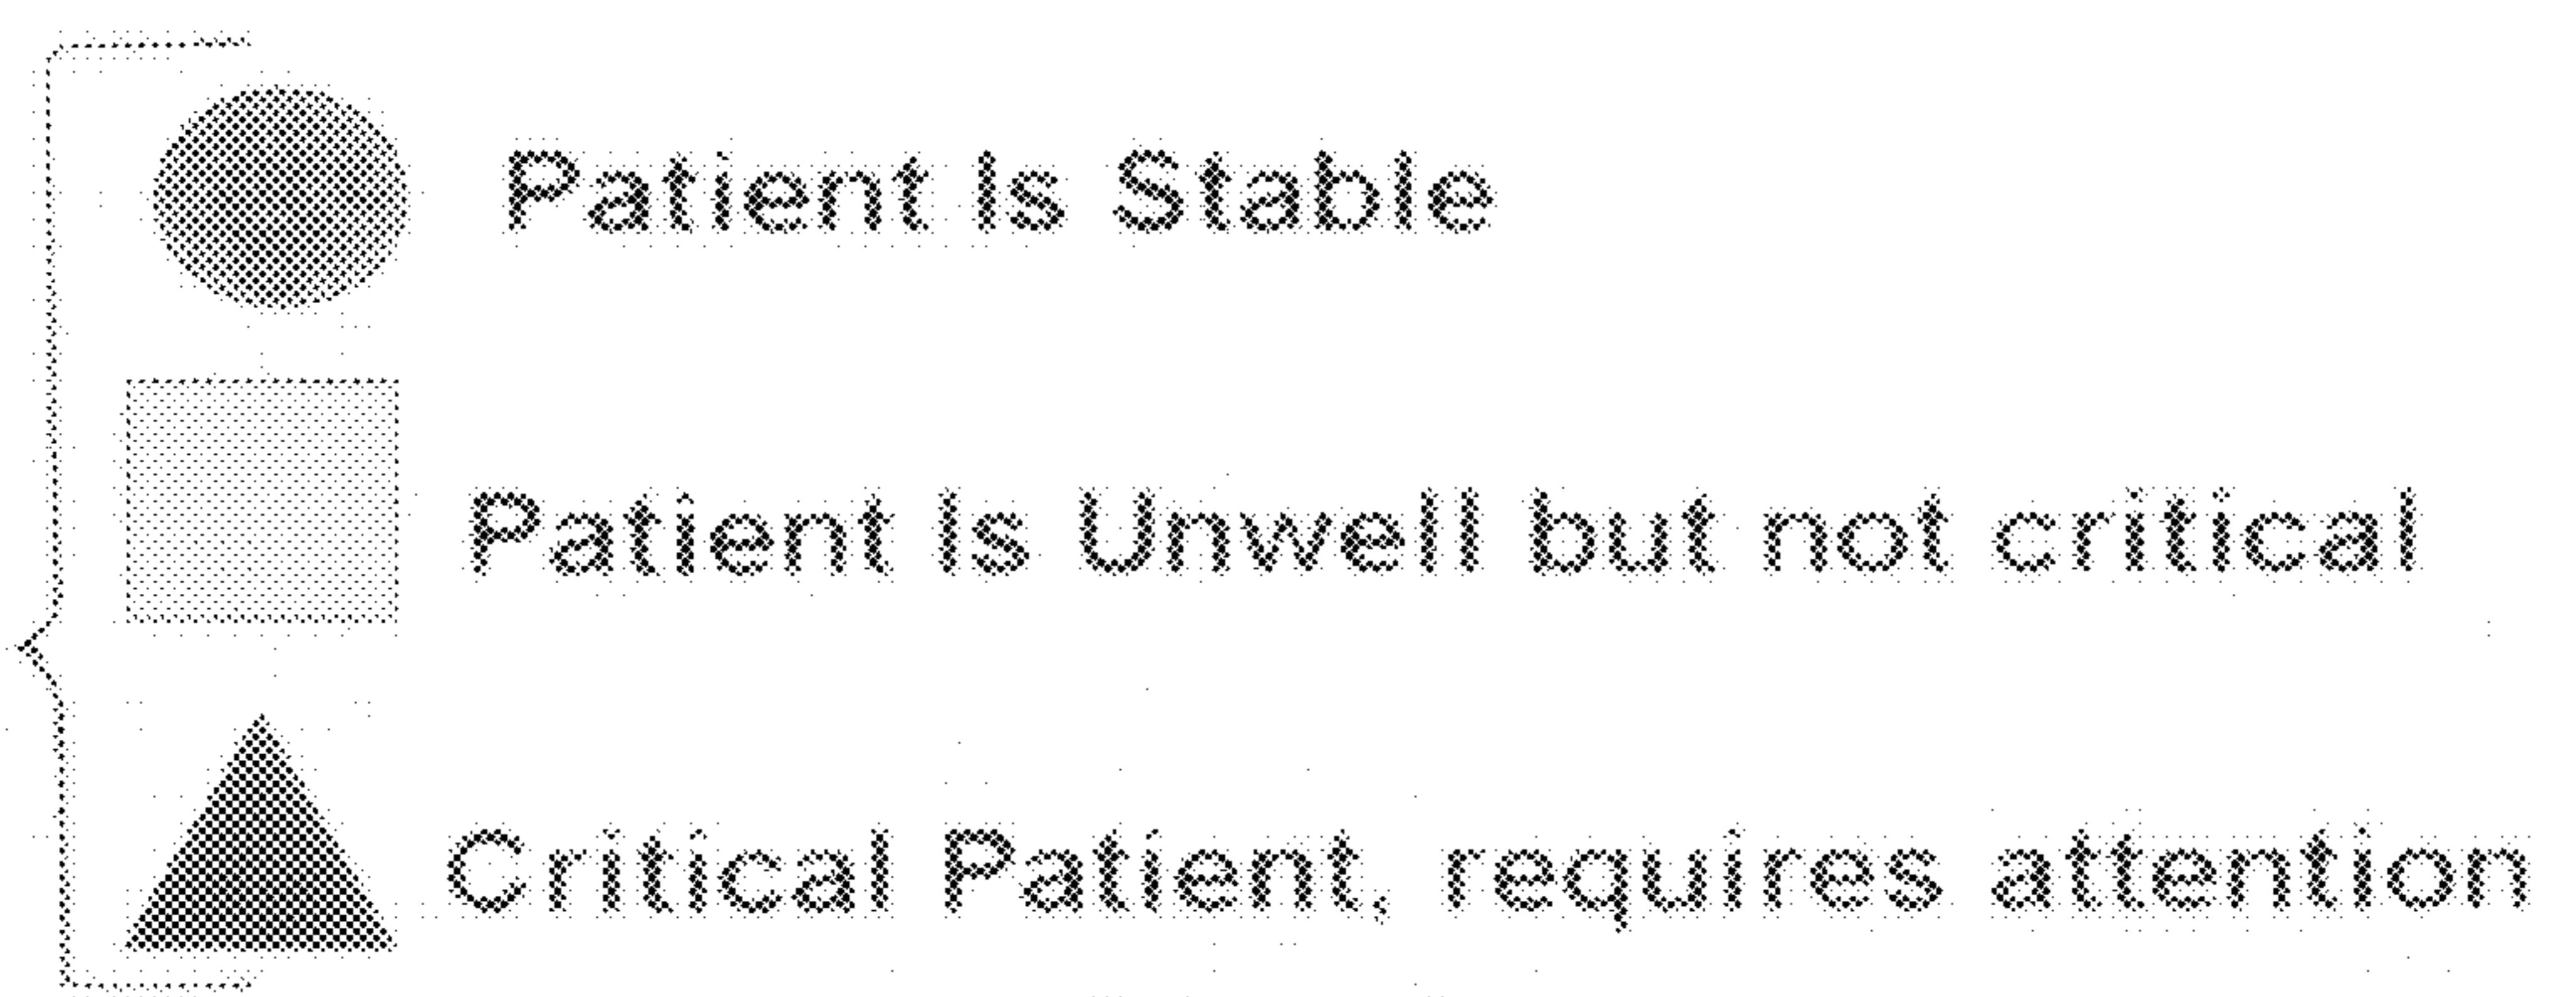 Patient Is Stable
Patient Is Unwell but not critical
Critical Patient, requires attention